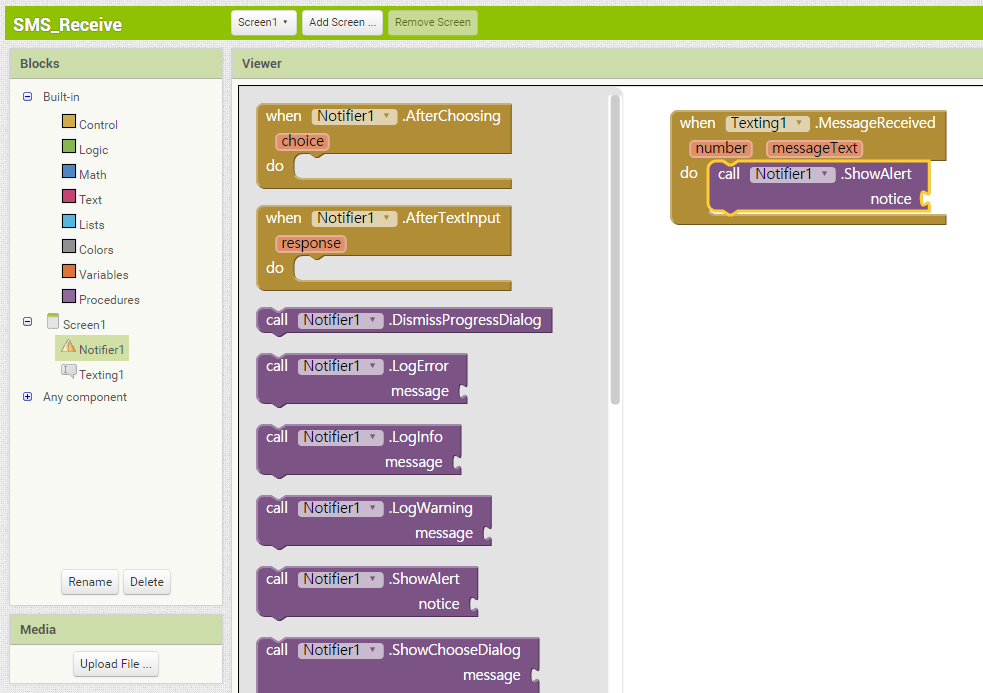 SMS_Receive
Screen1
Add Screen ...
Remove Screen
Blocks
Built-in
Control
Logic
Math
Text
Lists
Colors
Variables
Procedures
Screen1
Notifier1
Texting1
Any component
Rename
Delete
Media
Upload File ...
Viewer
when Notifier1 .AfterChoosing
choice
do
when Notifier1 .AfterTextInput
response
do
call Notifier1 .DismissProgressDialog
call Notifier1 .LogError
message
call Notifier1 .LogInfo
message
call Notifier1 .LogWarning
message
call Notifier1 .ShowAlert
notice
call Notifier1 .ShowChooseDialog
message
when Texting1 .MessageReceived
number messageText
do call Notifier1 .ShowAlert
notice